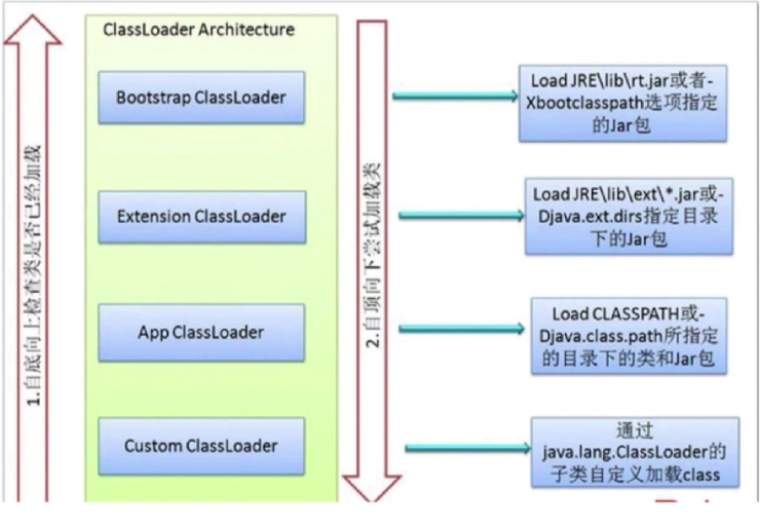 ClassLoader Architecture
Bootstrap ClassLoader
Load JRE\lib\rt.jar或者-
Xbootclasspath选项指定
的Jar包
Extension ClassLoader
Load JRE\lib\ext\*.jar或-
Djava.ext.dirs指定目录
下的Jar包
App ClassLoader
Load CLASSPATH或-
Djava.class.path所指定
的目录下的类和Jar包
Custom ClassLoader
通过
java.lang.ClassLoader的
子类自定义加载class
1.自底向上检查类是否已经加载
2.自顶向下尝试加载类